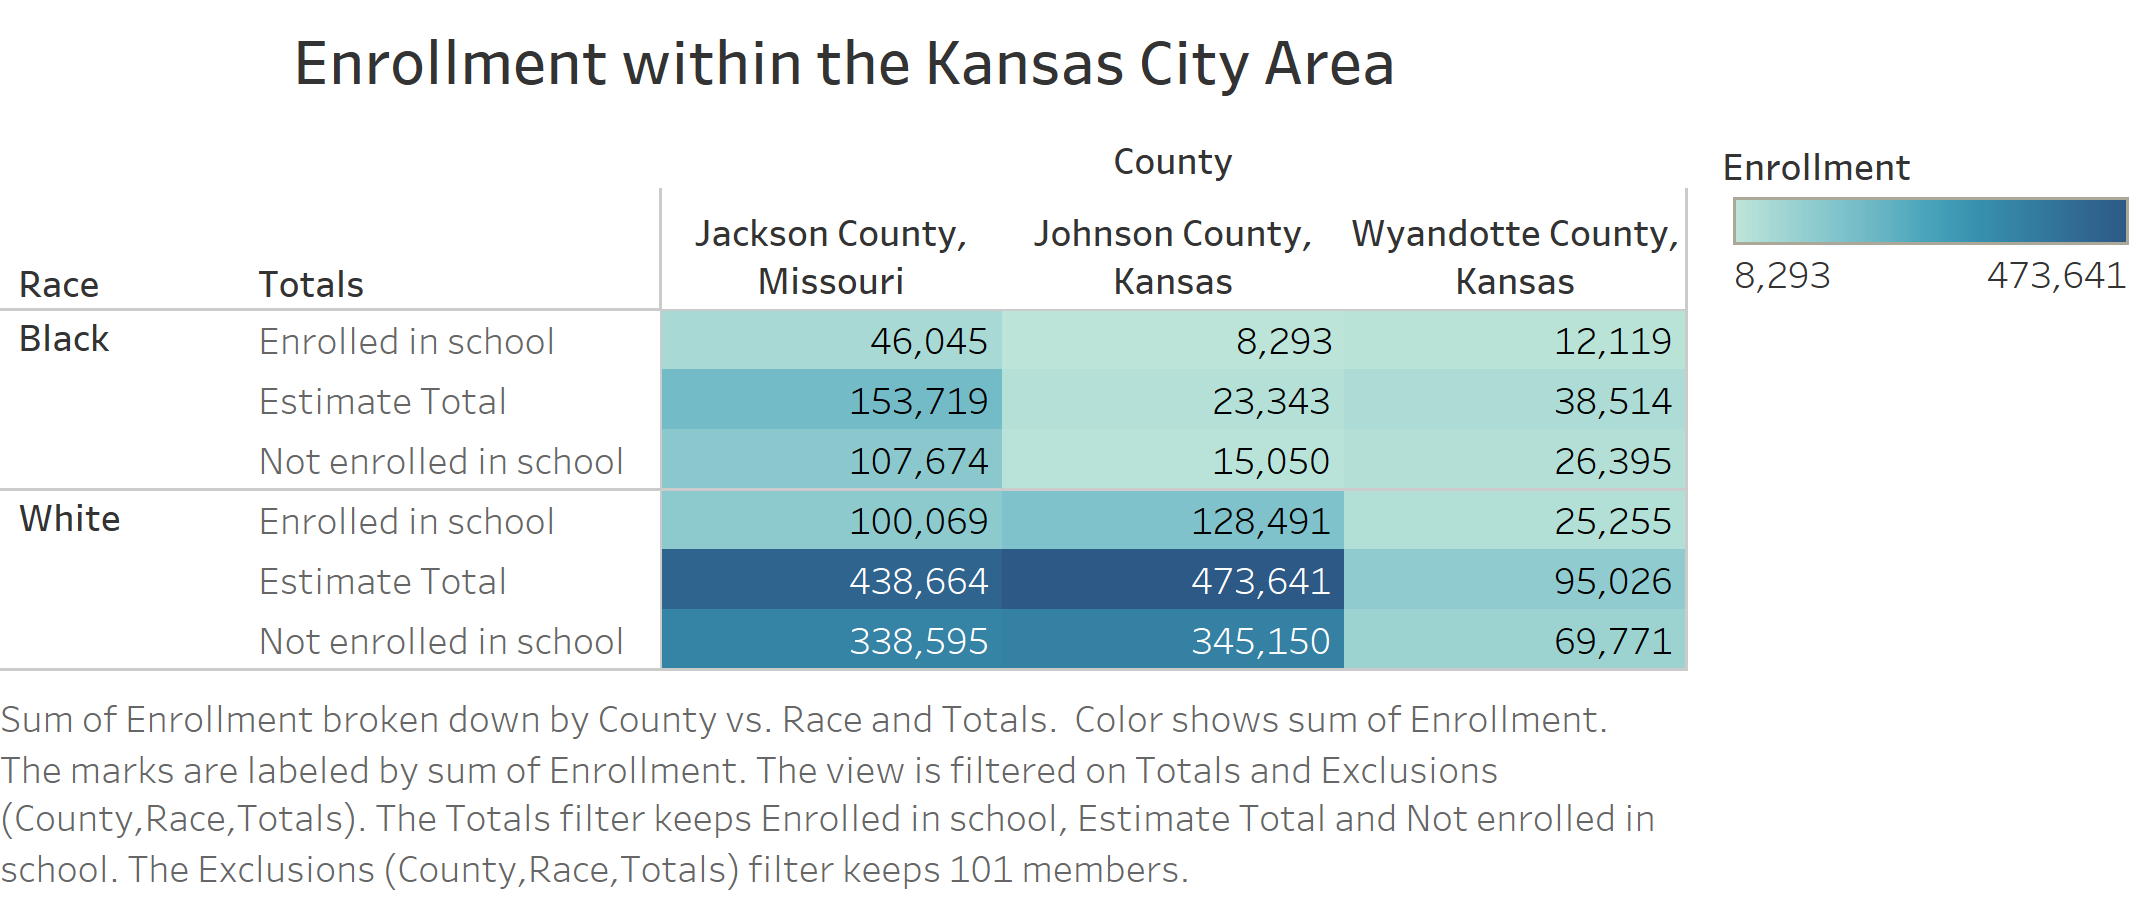 Enrollment within the Kansas City Area
County
Enrollment
8,293 473,641
Race Totals Jackson County, Missouri Johnson County, Kansas Wyandotte County, Kansas
Black Enrolled in school 46,045 8,293 12,119
Estimate Total 153,719 23,343 38,514
Not enrolled in school 107,674 15,050 26,395
White Enrolled in school 100,069 128,491 25,255
Estimate Total 438,664 473,641 95,026
Not enrolled in school 338,595 345,150 69,771
Sum of Enrollment broken down by County vs. Race and Totals.  Color shows sum of Enrollment.
The marks are labeled by sum of Enrollment. The view is filtered on Totals and Exclusions
(County,Race,Totals). The Totals filter keeps Enrolled in school, Estimate Total and Not enrolled in
school. The Exclusions (County,Race,Totals) filter keeps 101 members.